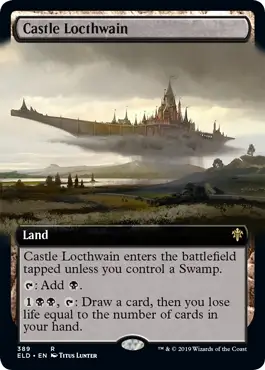 Castle Locthwain
Land
Castle Locthwain enters the battlefield
tapped unless you control a Swamp.
: Add .
1, : Draw a card, then you lose
life equal to the number of cards in
your hand.
389 R
ELD • EN Titus Lunter
™ & © 2019 Wizards of the Coast